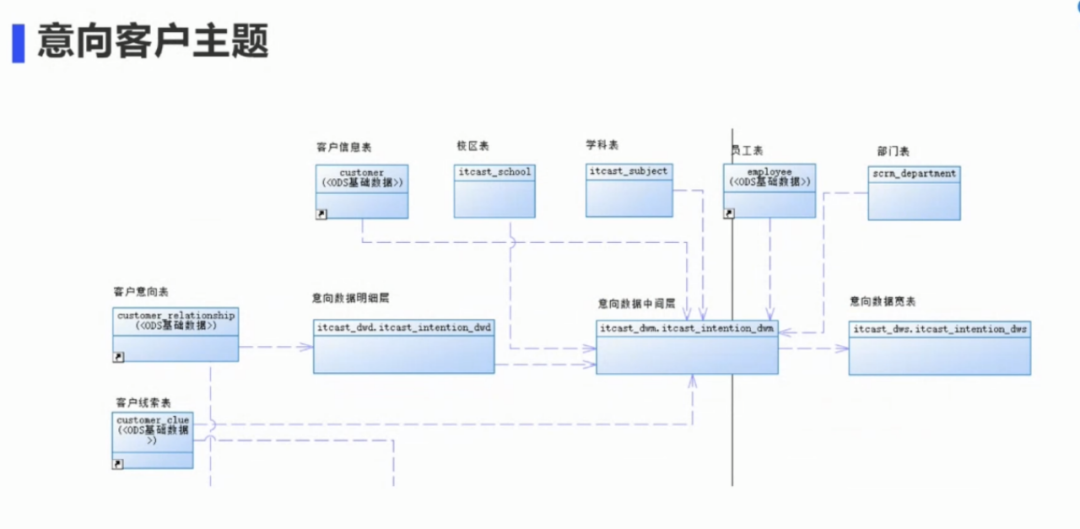 意向客户主题
客户信息表
校区表
学科表
员工表
部门表
customer
(<ODS基础数据>)
itcast_school
itcast_subject
employee
(<ODS基础数据>)
scrm_department
客户意向表
意向数据明细层
意向数据中间层
意向数据宽表
customer_relationship
(<ODS基础数据>)
itcast_dwd.itcast_intention_dwd
itcast_dwm.itcast_intention_dwm
itcast_dws.itcast_intention_dws
客户线索表
customer_clue
(<ODS基础数据
>)